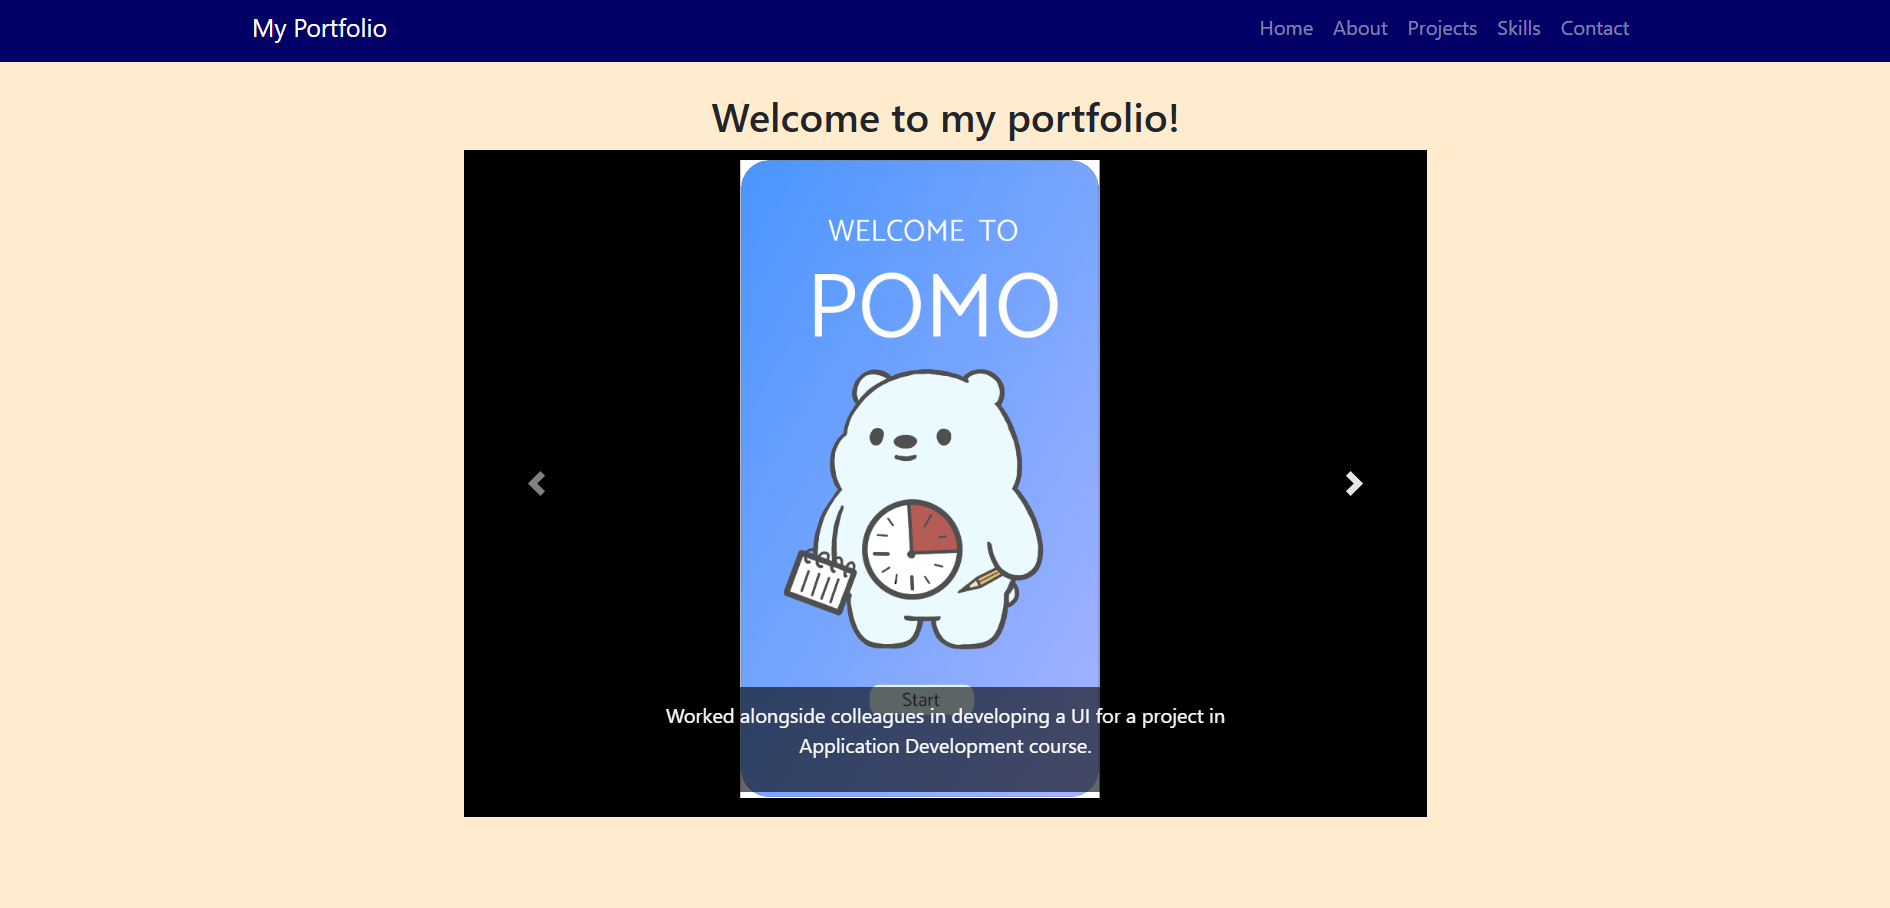 My Portfolio
Home About Projects Skills Contact
Welcome to my portfolio!
WELCOME TO
POMO
Start
Worked alongside colleagues in developing a UI for a project in
Application Development course.